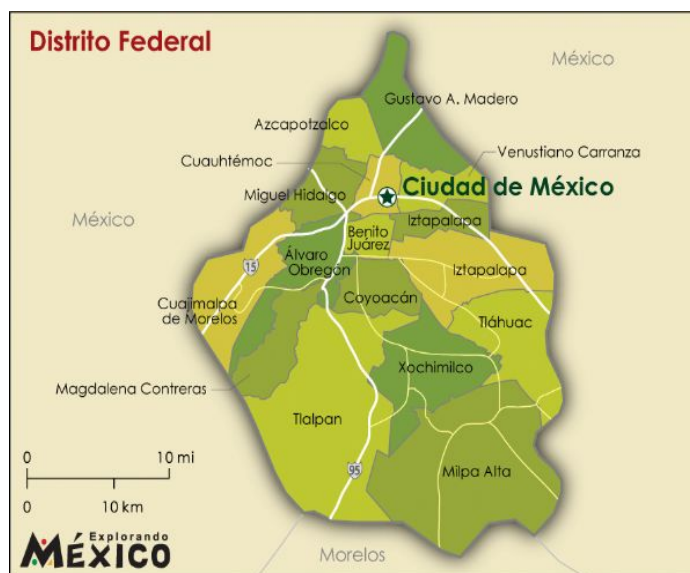 Distrito Federal
México
Gustavo A. Madero
Azcapotzalco
Cuauhtémoc
Venustiano Carranza
Miguel Hidalgo
Ciudad de México
México
Iztapalapa
Benito
Juárez
Álvaro
Obregón
Iztapalapa
15
Coyoacán
Cuajimalpa
de Morelos
Tláhuac
Xochimilco
Magdalena Contreras
Tlalpan
0 10 mi
95
Milpa Alta
0 10 km
Explorando
MÉXICO
Morelos